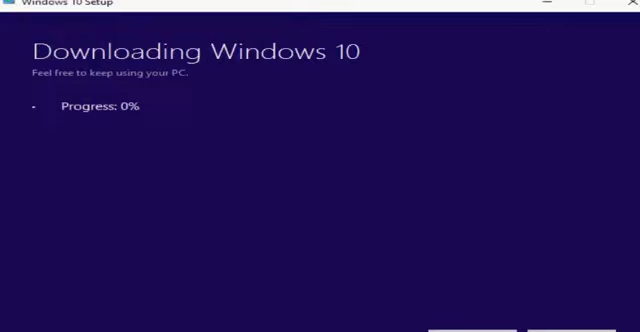 Windows 10 Setup
Downloading Windows 10
Feel free to keep using your PC.
Progress: 0%